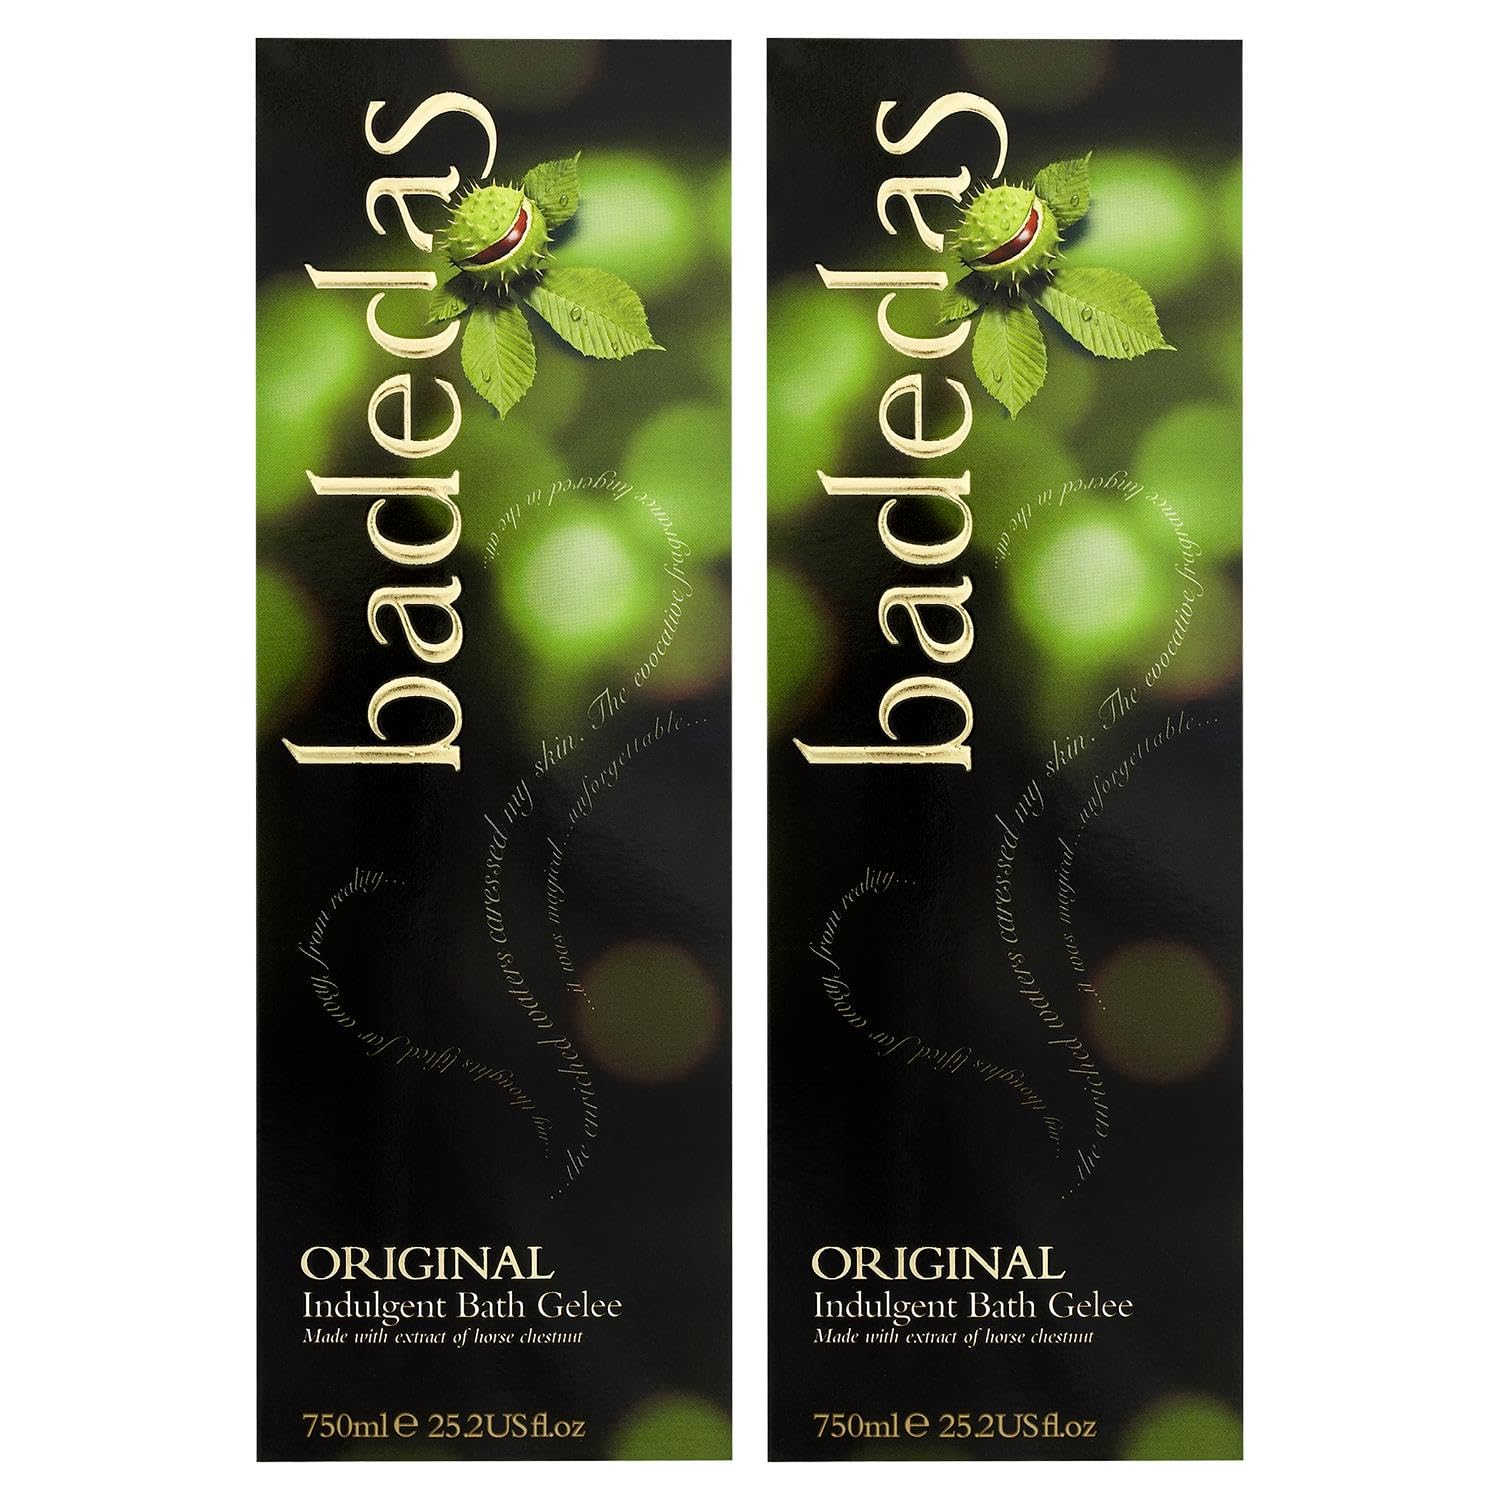 badedas
...the enriched waters caressed my skin. The evocative fragrance lingered in the air...
...it was magical...unforgettable...
...my thoughts lifted far away from reality...
ORIGINAL
Indulgent Bath Gelee
Made with extract of horse chestnut
750ml e 25.2US fl.oz
badedas
...the enriched waters caressed my skin. The evocative fragrance lingered in the air...
...it was magical...unforgettable...
...my thoughts lifted far away from reality...
ORIGINAL
Indulgent Bath Gelee
Made with extract of horse chestnut
750ml e 25.2US fl.oz